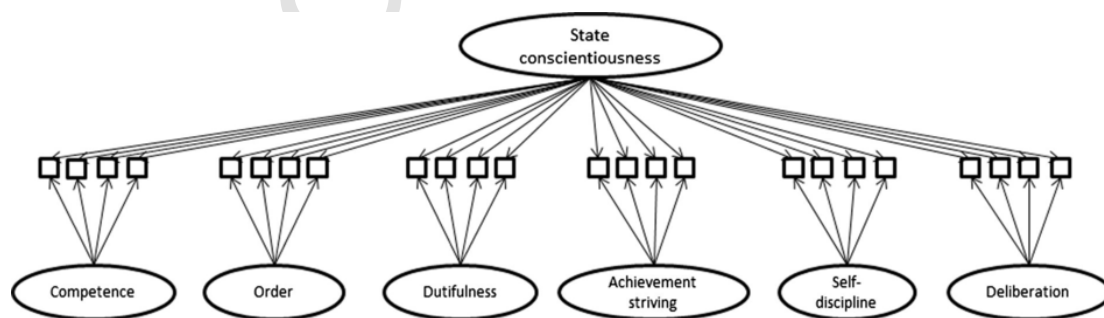 State
conscientiousness
Competence
Order
Dutifulness
Achievement
striving
Self-
discipline
Deliberation